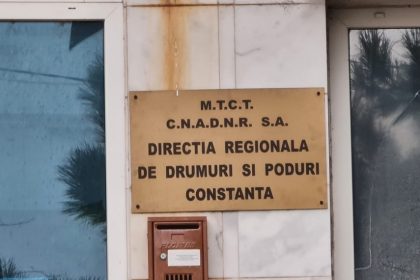 M.T.C.T.
C.N.A.D.N.R. S.A.
DIRECTIA REGIONALA
DE DRUMURI SI PODURI
CONSTANTA